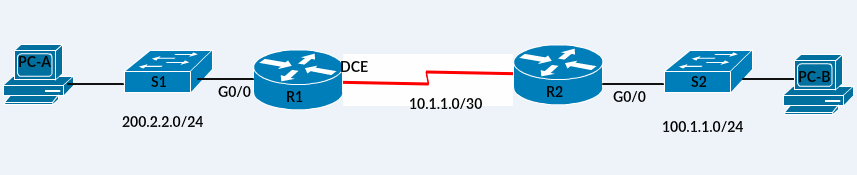 PC-A
S1
G0/0
R1
DCE
10.1.1.0/30
R2
G0/0
S2
PC-B
200.2.2.0/24
100.1.1.0/24